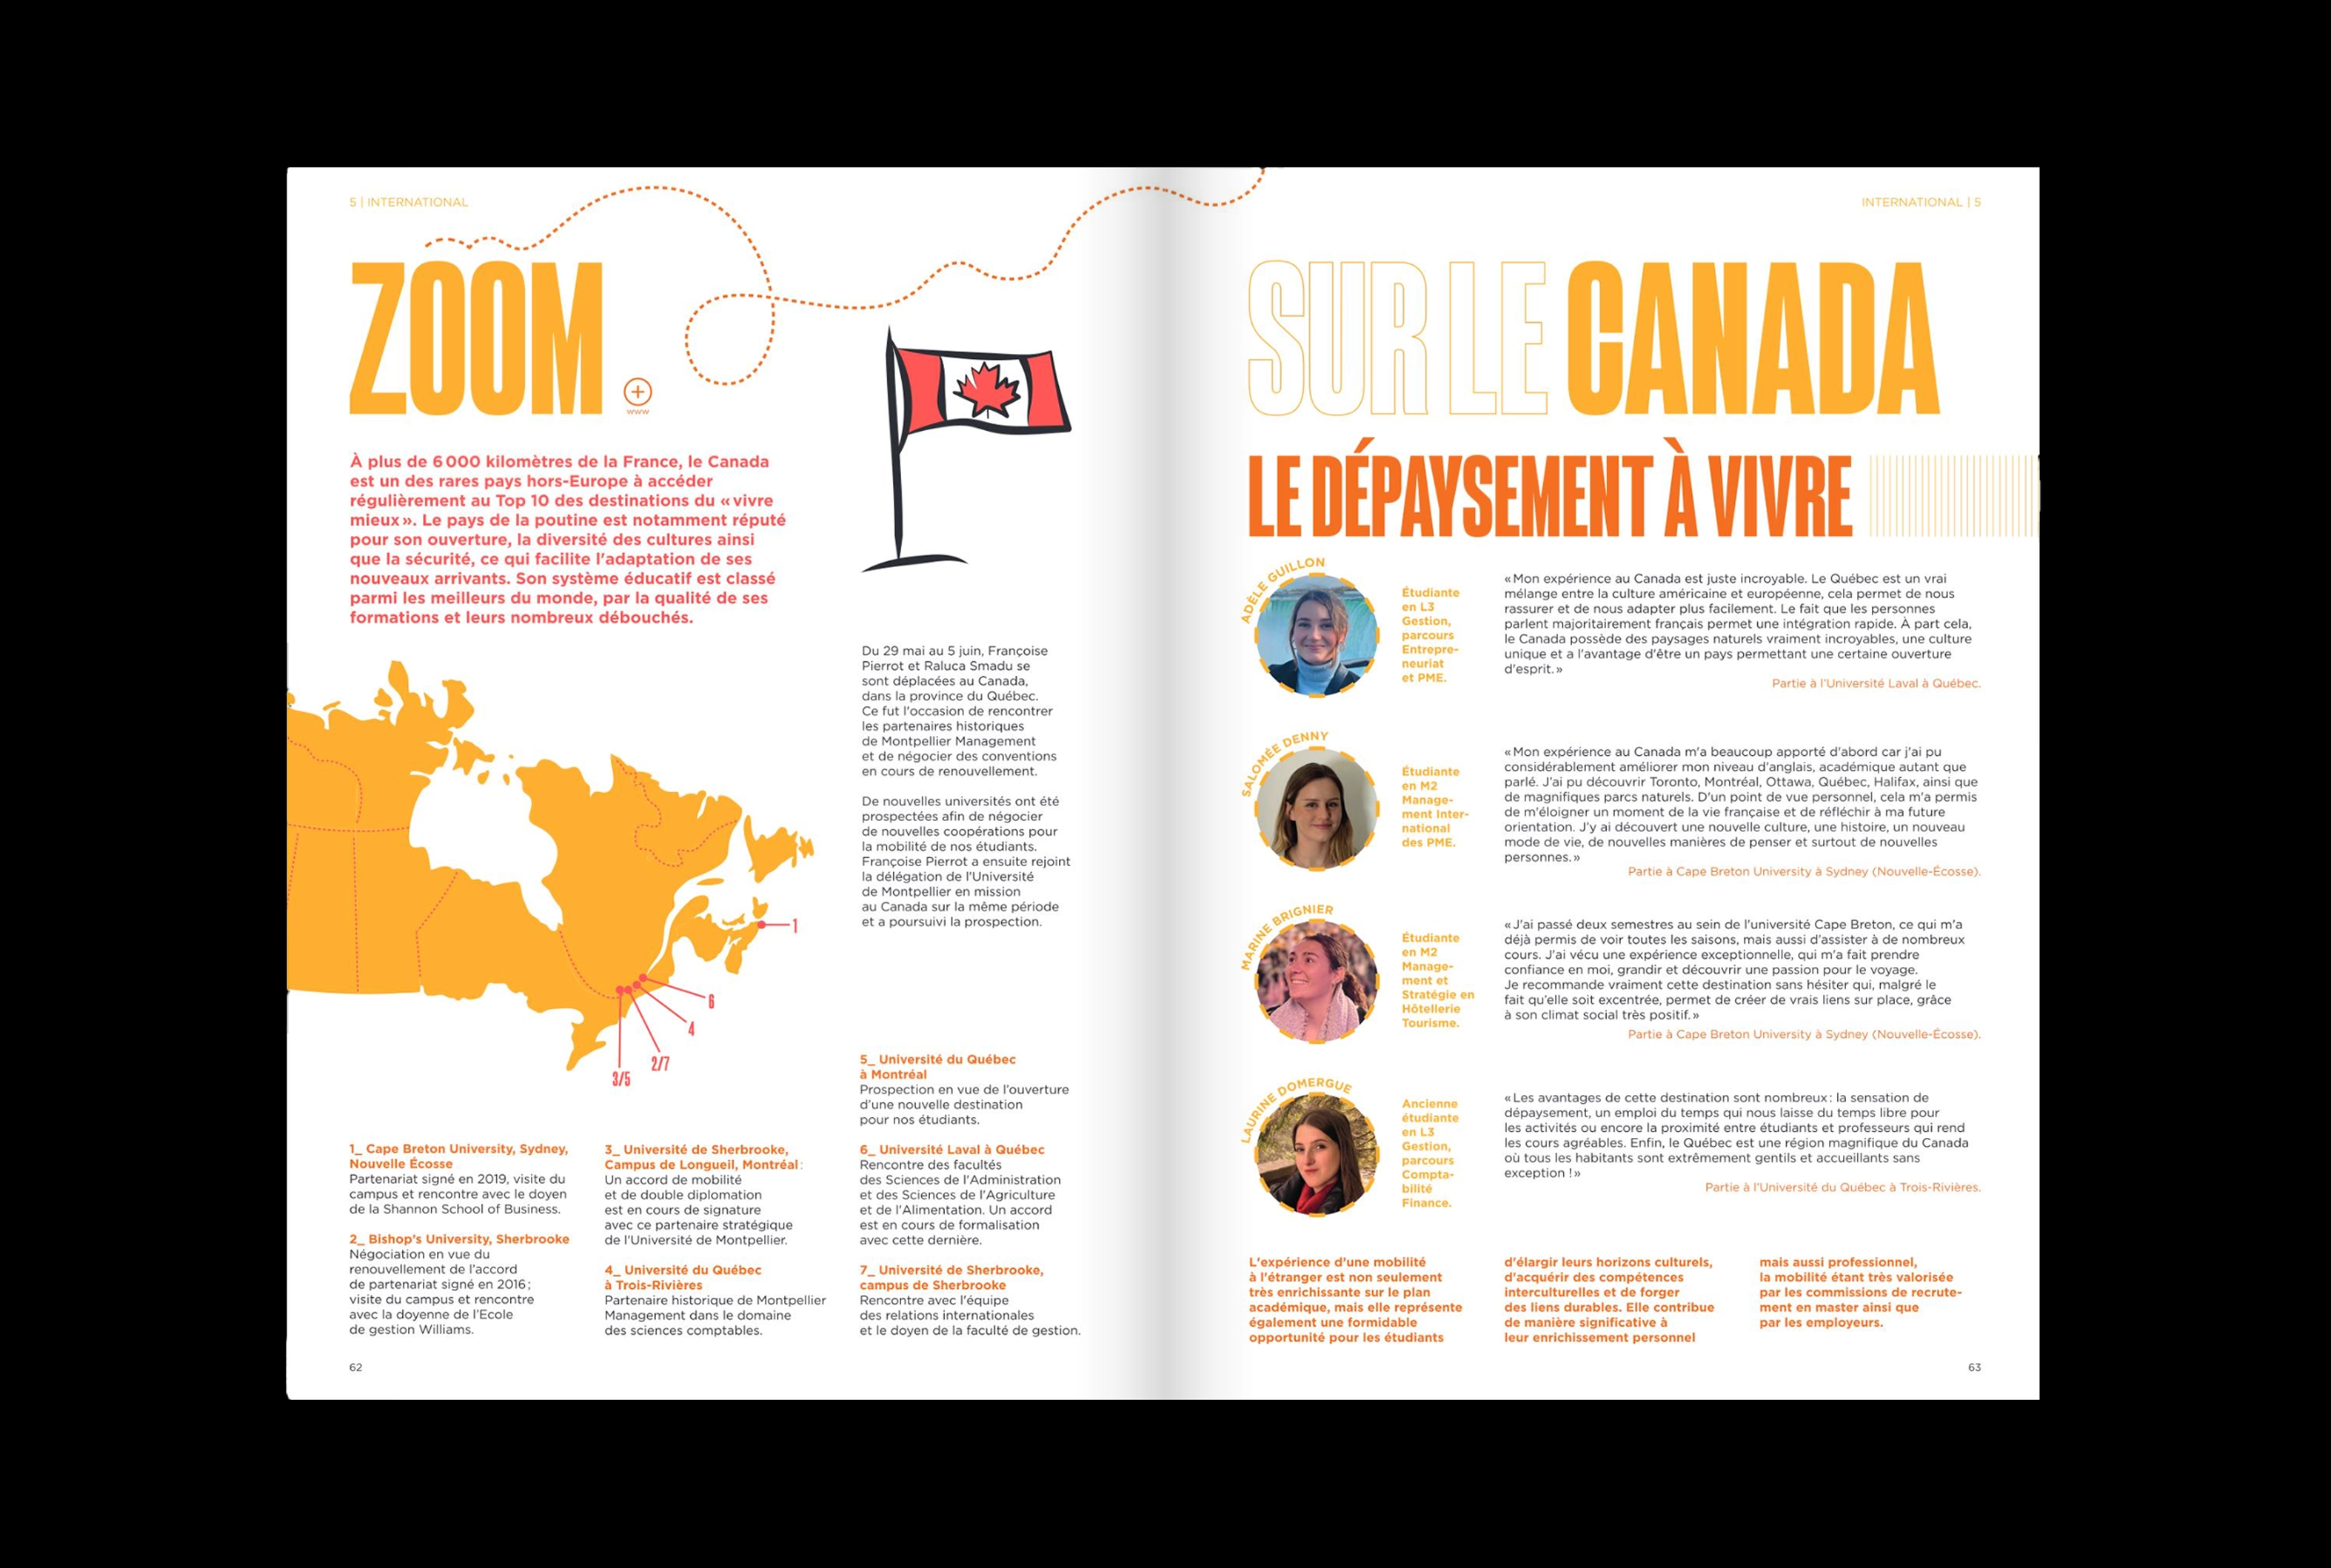 5 | INTERNATIONAL
ZOOM
www
À plus de 6 000 kilomètres de la France, le Canada
est un des rares pays hors-Europe à accéder
régulièrement au Top 10 des destinations du « vivre
mieux ». Le pays de la poutine est notamment réputé
pour son ouverture, la diversité des cultures ainsi
que la sécurité, ce qui facilite l'adaptation de ses
nouveaux arrivants. Son système éducatif est classé
parmi les meilleurs du monde, par la qualité de ses
formations et leurs nombreux débouchés.
Du 29 mai au 5 juin, Françoise
Pierrot et Raluca Smadu se
sont déplacées au Canada,
dans la province du Québec.
Ce fut l'occasion de rencontrer
les partenaires historiques
de Montpellier Management
et de négocier des conventions
en cours de renouvellement.
De nouvelles universités ont été
prospectées afin de négocier
de nouvelles coopérations pour
la mobilité de nos étudiants.
Françoise Pierrot a ensuite rejoint
la délégation de l'Université
de Montpellier en mission
au Canada sur la même période
et a poursuivi la prospection.
1
6
4
2/7
3/5
1_ Cape Breton University, Sydney,
Nouvelle Écosse
Partenariat signé en 2019, visite du
campus et rencontre avec le doyen
de la Shannon School of Business.
2_ Bishop's University, Sherbrooke
Négociation en vue du
renouvellement de l'accord
de partenariat signé en 2016 ;
visite du campus et rencontre
avec la doyenne de l'Ecole
de gestion Williams.
3_ Université de Sherbrooke,
Campus de Longueil, Montréal :
Un accord de mobilité
et de double diplomation
est en cours de signature
avec ce partenaire stratégique
de l'Université de Montpellier.
4_ Université du Québec
à Trois-Rivières
Partenaire historique de Montpellier
Management dans le domaine
des sciences comptables.
5_ Université du Québec
à Montréal
Prospection en vue de l'ouverture
d'une nouvelle destination
pour nos étudiants.
6_ Université Laval à Québec
Rencontre des facultés
des Sciences de l'Administration
et des Sciences de l'Agriculture
et de l'Alimentation. Un accord
est en cours de formalisation
avec cette dernière.
7_ Université de Sherbrooke,
campus de Sherbrooke
Rencontre avec l'équipe
des relations internationales
et le doyen de la faculté de gestion.
62
INTERNATIONAL | 5
SUR LE CANADA
LE DÉPAYSEMENT À VIVRE
ADÈLE GUILLON
Étudiante
en L3
Gestion,
parcours
Entrepre-
neuriat
et PME.
« Mon expérience au Canada est juste incroyable. Le Québec est un vrai
mélange entre la culture américaine et européenne, cela permet de nous
rassurer et de nous adapter plus facilement. Le fait que les personnes
parlent majoritairement français permet une intégration rapide. À part cela,
le Canada possède des paysages naturels vraiment incroyables, une culture
unique et a l'avantage d'être un pays permettant une certaine ouverture
d'esprit. »
Partie à l'Université Laval à Québec.
SALOMÉE DENNY
Étudiante
en M2
Manage-
ment Inter-
national
des PME.
« Mon expérience au Canada m'a beaucoup apporté d'abord car j'ai pu
considérablement améliorer mon niveau d'anglais, académique autant que
parlé. J'ai pu découvrir Toronto, Montréal, Ottawa, Québec, Halifax, ainsi que
de magnifiques parcs naturels. D'un point de vue personnel, cela m'a permis
de m'éloigner un moment de la vie française et de réfléchir à ma future
orientation. J'y ai découvert une nouvelle culture, une histoire, un nouveau
mode de vie, de nouvelles manières de penser et surtout de nouvelles
personnes. »
Partie à Cape Breton University à Sydney (Nouvelle-Écosse).
MARINE BRIGNIER
Étudiante
en M2
Manage-
ment et
Stratégie en
Hôtellerie
Tourisme.
« J'ai passé deux semestres au sein de l'université Cape Breton, ce qui m'a
déjà permis de voir toutes les saisons, mais aussi d'assister à de nombreux
cours. J'ai vécu une expérience exceptionnelle, qui m'a fait prendre
confiance en moi, grandir et découvrir une passion pour le voyage.
Je recommande vraiment cette destination sans hésiter qui, malgré le
fait qu'elle soit excentrée, permet de créer de vrais liens sur place, grâce
à son climat social très positif. »
Partie à Cape Breton University à Sydney (Nouvelle-Écosse).
LAURINE DOMERGUE
Ancienne
étudiante
en L3
Gestion,
parcours
Compta-
bilité
Finance.
« Les avantages de cette destination sont nombreux : la sensation de
dépaysement, un emploi du temps qui nous laisse du temps libre pour
les activités ou encore la proximité entre étudiants et professeurs qui rend
les cours agréables. Enfin, le Québec est une région magnifique du Canada
où tous les habitants sont extrêmement gentils et accueillants sans
exception ! »
Partie à l'Université du Québec à Trois-Rivières.
L'expérience d'une mobilité
à l'étranger est non seulement
très enrichissante sur le plan
académique, mais elle représente
également une formidable
opportunité pour les étudiants
d'élargir leurs horizons culturels,
d'acquérir des compétences
interculturelles et de forger
des liens durables. Elle contribue
de manière significative à
leur enrichissement personnel
mais aussi professionnel,
la mobilité étant très valorisée
par les commissions de recrute-
ment en master ainsi que
par les employeurs.
63